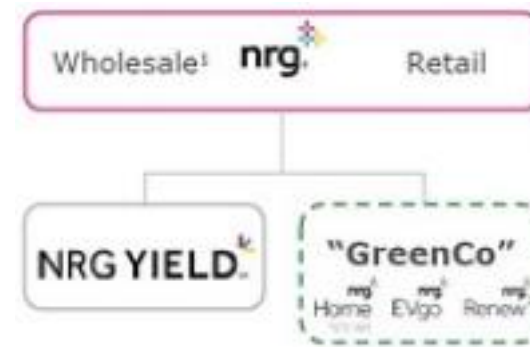 Wholesale¹ nrg Retail
NRG YIELD
"GreenCo"
nrg nrg nrg
Home EVgo Renew